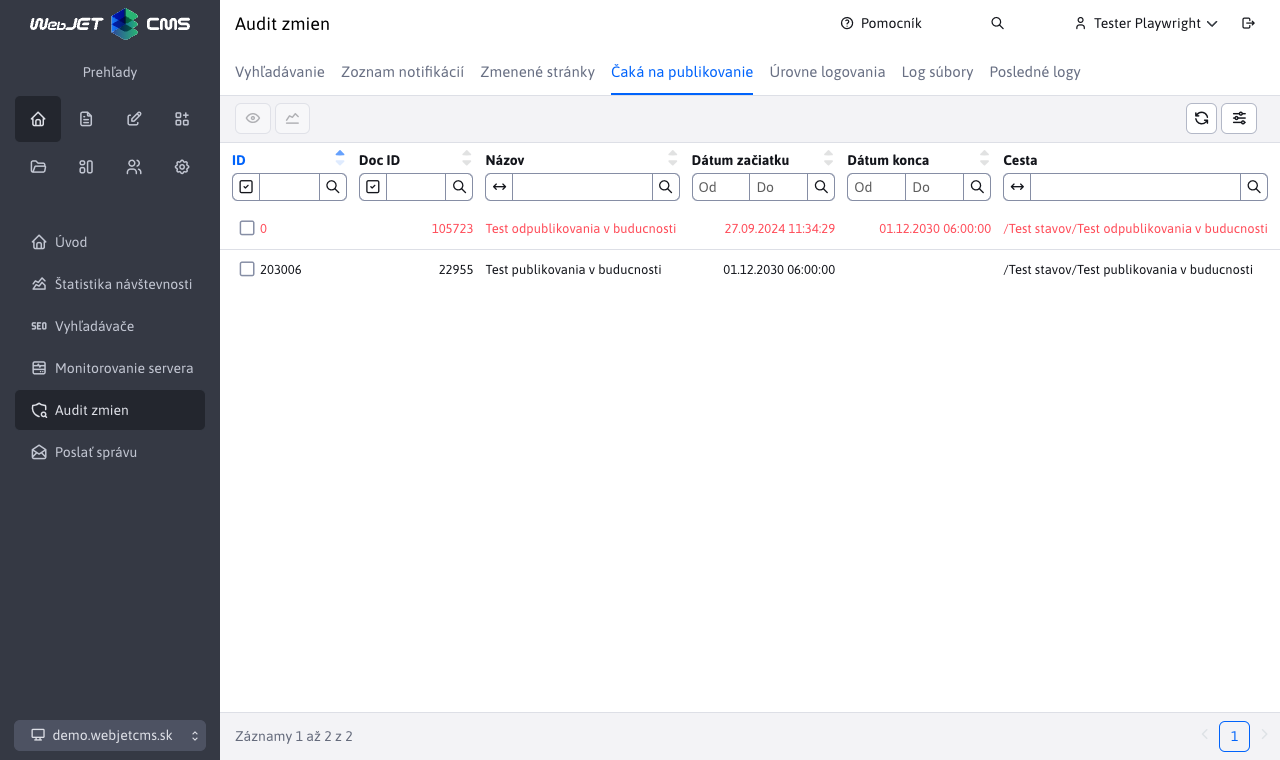 WebJET CMS
Prehľady
SEO
Úvod
Štatistika návštevnosti
Vyhľadávače
Monitorovanie servera
Audit zmien
Poslať správu
demo.webjetcms.sk
Audit zmien
Pomocník
Tester Playwright
Vyhľadávanie Zoznam notifikácií Zmenené stránky Čaká na publikovanie Úrovne logovania Log súbory Posledné logy
ID Doc ID Názov Dátum začiatku Dátum konca Cesta
Od Do Od Do
0 105723 Test odpublikovania v buducnosti 27.09.2024 11:34:29 01.12.2030 06:00:00 /Test stavov/Test odpublikovania v buducnosti
203006 22955 Test publikovania v buducnosti 01.12.2030 06:00:00 /Test stavov/Test publikovania v buducnosti
Záznamy 1 až 2 z 2
1